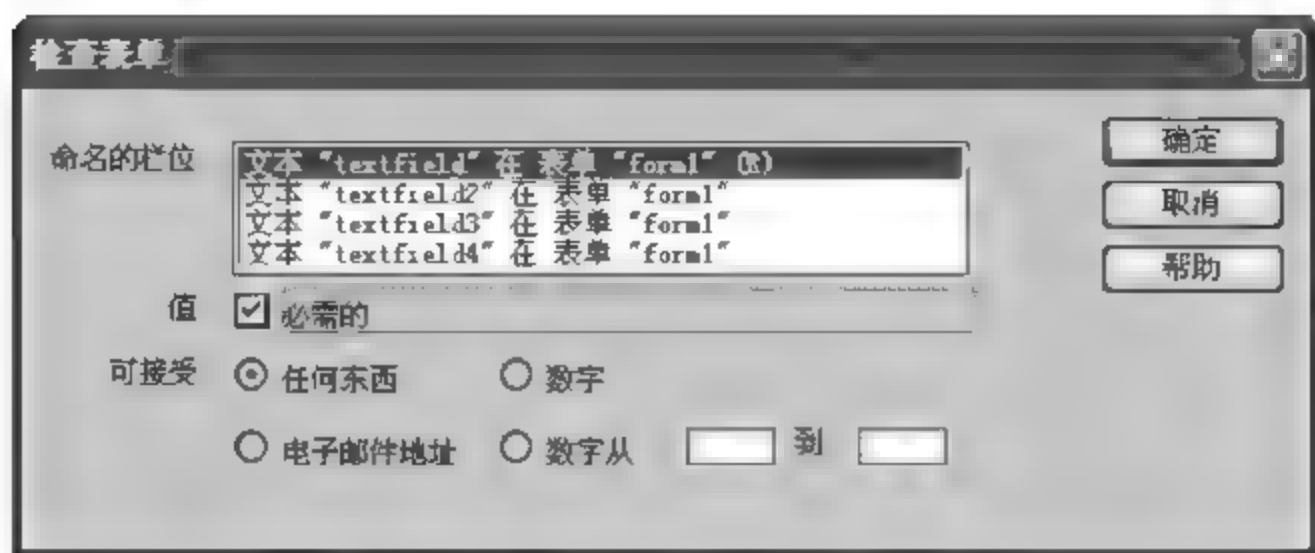 检查表单
命名的栏位
文本 "textfield" 在 表单 "form1" (R)
文本 "textfield2" 在 表单 "form1"
文本 "textfield3" 在 表单 "form1"
文本 "textfield4" 在 表单 "form1"
确定
取消
帮助
值 必需的
可接受 任何东西 数字
电子邮件地址 数字从 到